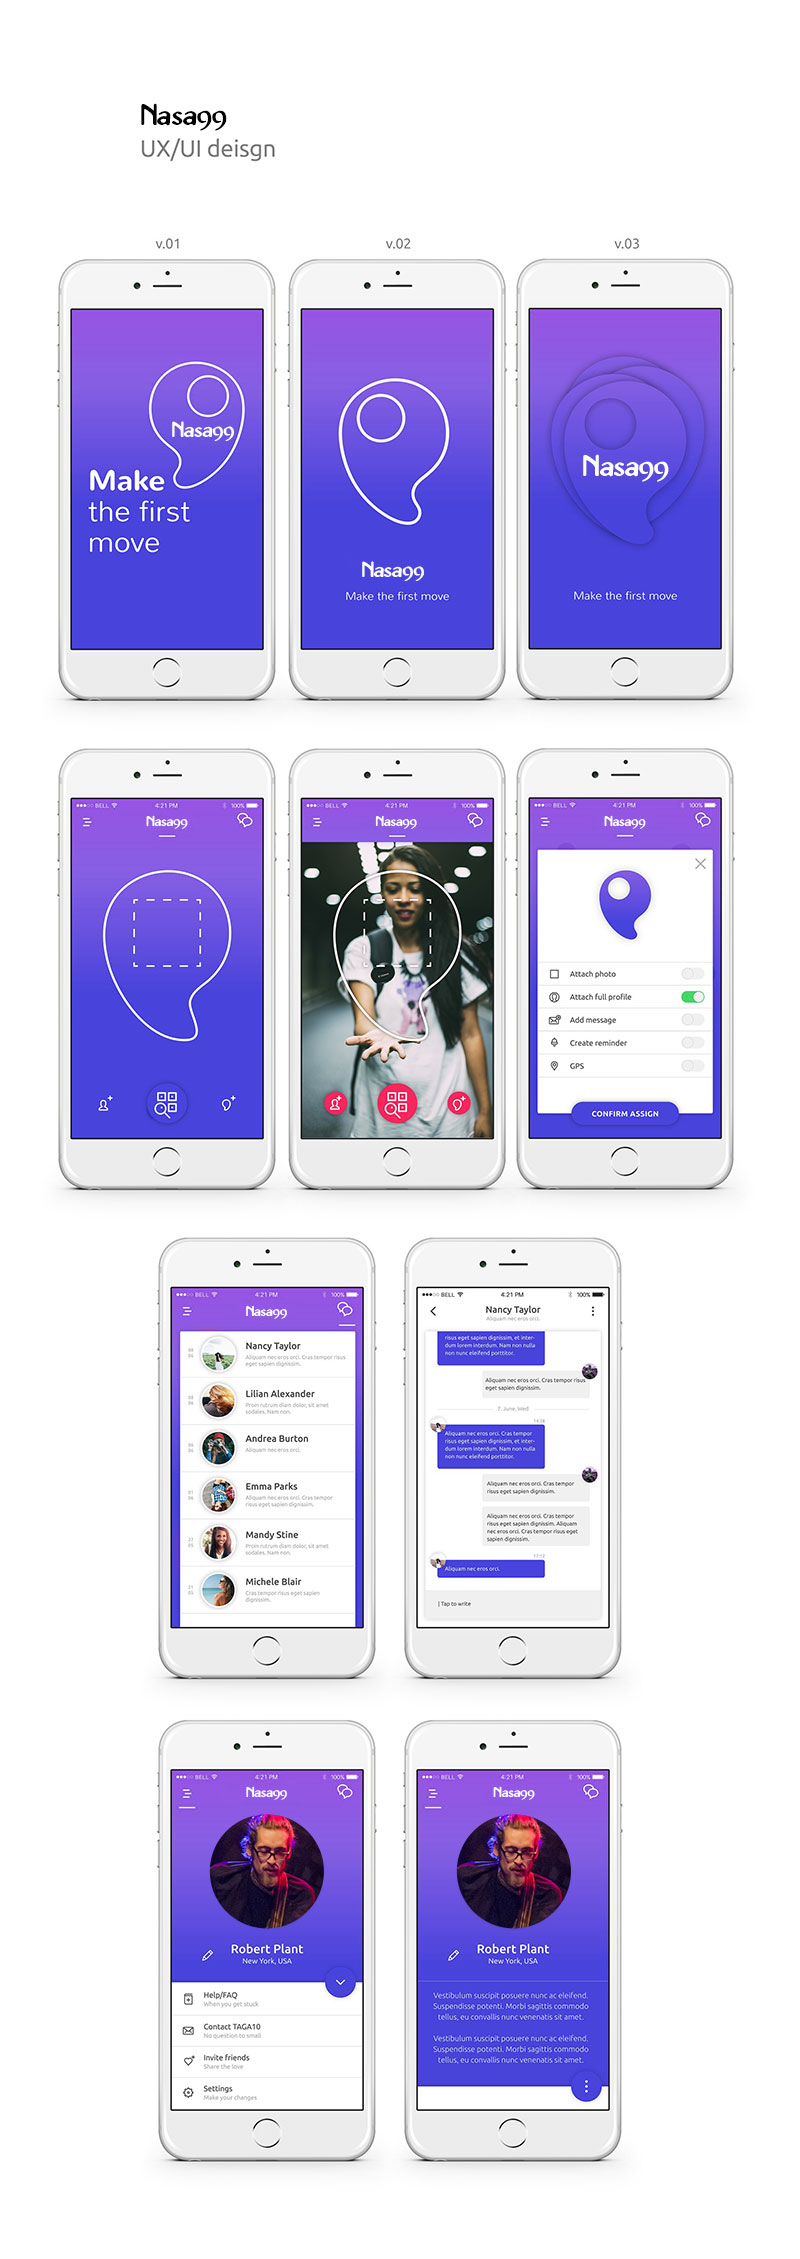 Nasa99
UX/UI deisgn
v.01
v.02
v.03
Nasa99
Make
the first
move
Nasa99
Make the first move
Nasa99
Make the first move
BELL 4:21 PM 100%
Nasa99
BELL 4:21 PM 100%
Nasa99
BELL 4:21 PM 100%
Nasa99
Attach photo
Attach full profile
Add message
Create reminder
GPS
CONFIRM ASSIGN
BELL 4:21 PM 100%
Nasa99
Nancy Taylor
Aliquam nec eros orci. Cras tempor risus
eget sapien dignissim.
Lilian Alexander
Proin rutrum diam dolor, sit amet
sodales. Nam non.
Andrea Burton
Aliquam nec eros orci.
Emma Parks
Aliquam nec eros orci. Cras tempor
risus eget sapien dignissim.
Mandy Stine
Proin rutrum diam dolor, sit amet
sodales. Nam non.
Michele Blair
Cras tempor risus eget sapien
dignissim.
BELL 4:21 PM 100%
Nancy Taylor
Aliquam nec eros orci.
risus eget sapien dignissim, et inter-
dum lorem interdum. Nam non nulla
non nunc eleifend porttitor.
Aliquam nec eros orci. Cras tempor risus
eget sapien dignissim.
7. June, Wed
Aliquam nec eros orci. Cras tempor
risus eget sapien dignissim, et inter-
dum lorem interdum. Nam non nulla
non nunc eleifend porttitor.
Aliquam nec eros orci. Cras tempor
risus eget sapien dignissim.
Aliquam nec eros orci. Cras tempor
risus eget sapien dignissim. Aliquam
nec eros orci. Cras tempor risus eget
sapien dignissim.
Aliquam nec eros orci.
| Tap to write
BELL 4:21 PM 100%
Nasa99
Robert Plant
New York, USA
Help/FAQ
When you get stuck
Contact TAGA10
No question to small
Invite friends
Share the love
Settings
Make your changes
BELL 4:21 PM 100%
Nasa99
Robert Plant
New York, USA
Vestibulum suscipit posuere nunc ac eleifend.
Suspendisse potenti. Morbi sagittis commodo
tellus, eu convallis nunc venenatis sit amet.
Vestibulum suscipit posuere nunc ac eleifend.
Suspendisse potenti. Morbi sagittis commodo
tellus, eu convallis nunc venenatis sit amet.